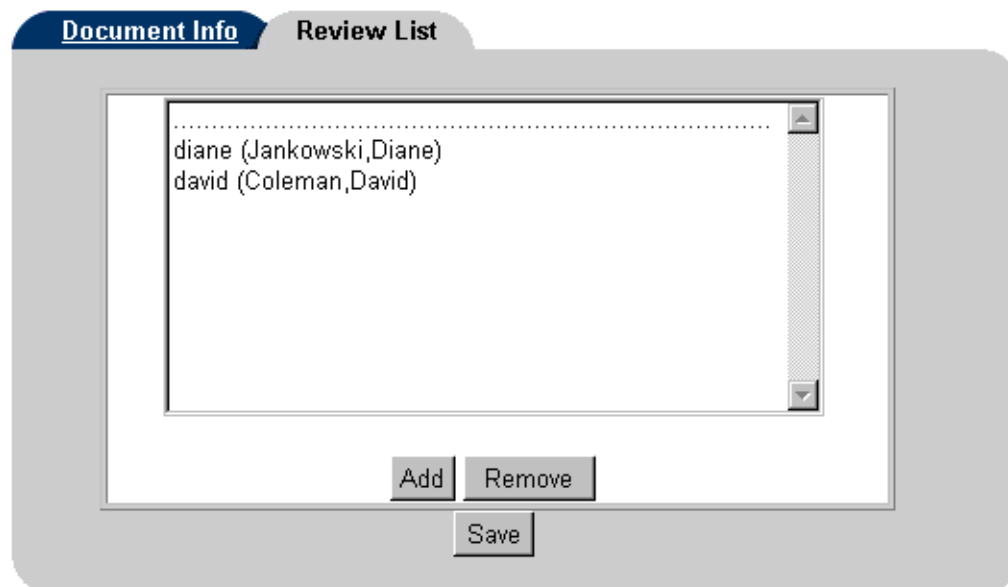 Document Info Review List
diane (Jankowski,Diane)
david (Coleman,David)
Add Remove
Save